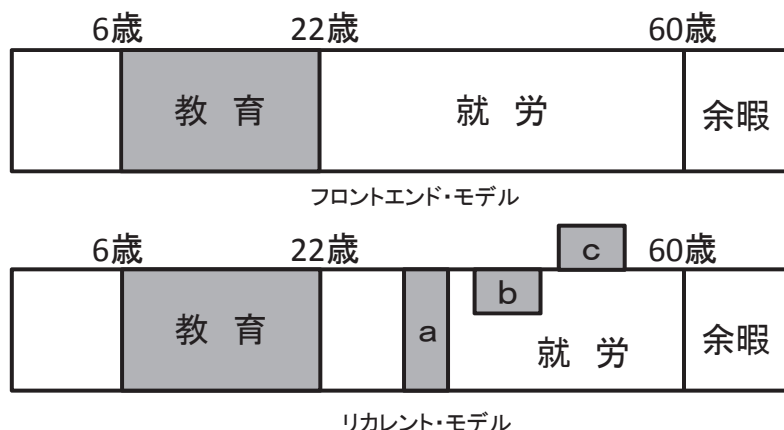 6歳 22歳 60歳
教 育 就 労 余暇
フロントエンド・モデル
6歳 22歳 c 60歳
教 育 a b 就 労 余暇
リカレント・モデル